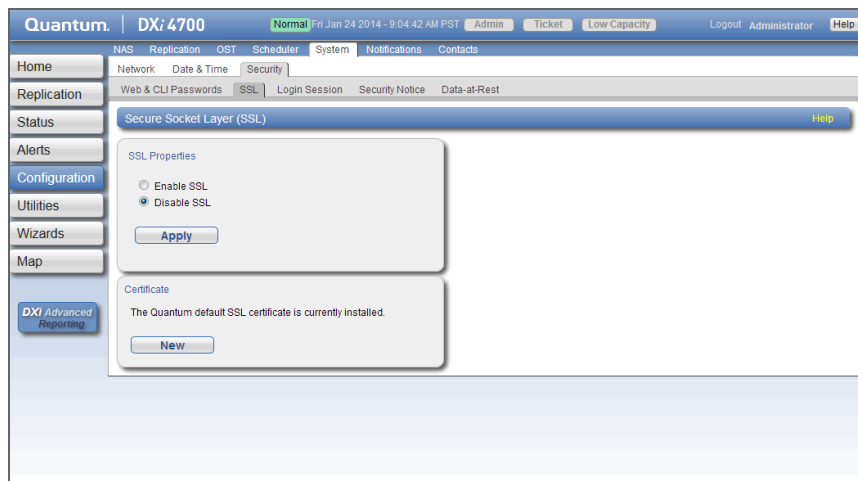 Quantum. DXi 4700 Normal Fri Jan 24 2014 - 9:04:42 AM PST Admin Ticket Low Capacity Logout Administrator Help
NAS Replication OST Scheduler System Notifications Contacts
Network Date & Time Security
Web & CLI Passwords SSL Login Session Security Notice Data-at-Rest
Home
Replication
Status
Alerts
Configuration
Utilities
Wizards
Map
DXi Advanced
Reporting
Secure Socket Layer (SSL) Help
SSL Properties
Enable SSL
Disable SSL
Apply
Certificate
The Quantum default SSL certificate is currently installed.
New